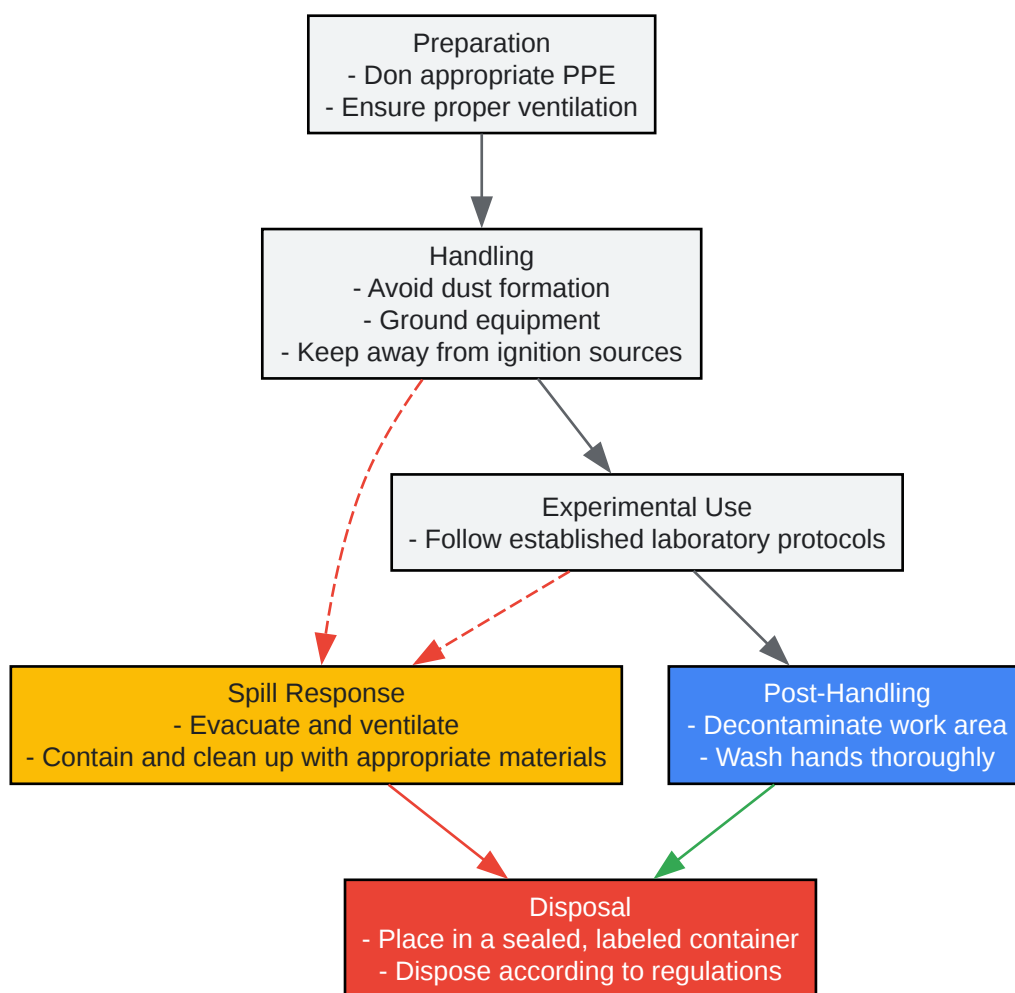 Preparation
- Don appropriate PPE
- Ensure proper ventilation
Handling
- Avoid dust formation
- Ground equipment
- Keep away from ignition sources
Experimental Use
- Follow established laboratory protocols
Spill Response
- Evacuate and ventilate
- Contain and clean up with appropriate materials
Post-Handling
- Decontaminate work area
- Wash hands thoroughly
Disposal
- Place in a sealed, labeled container
- Dispose according to regulations